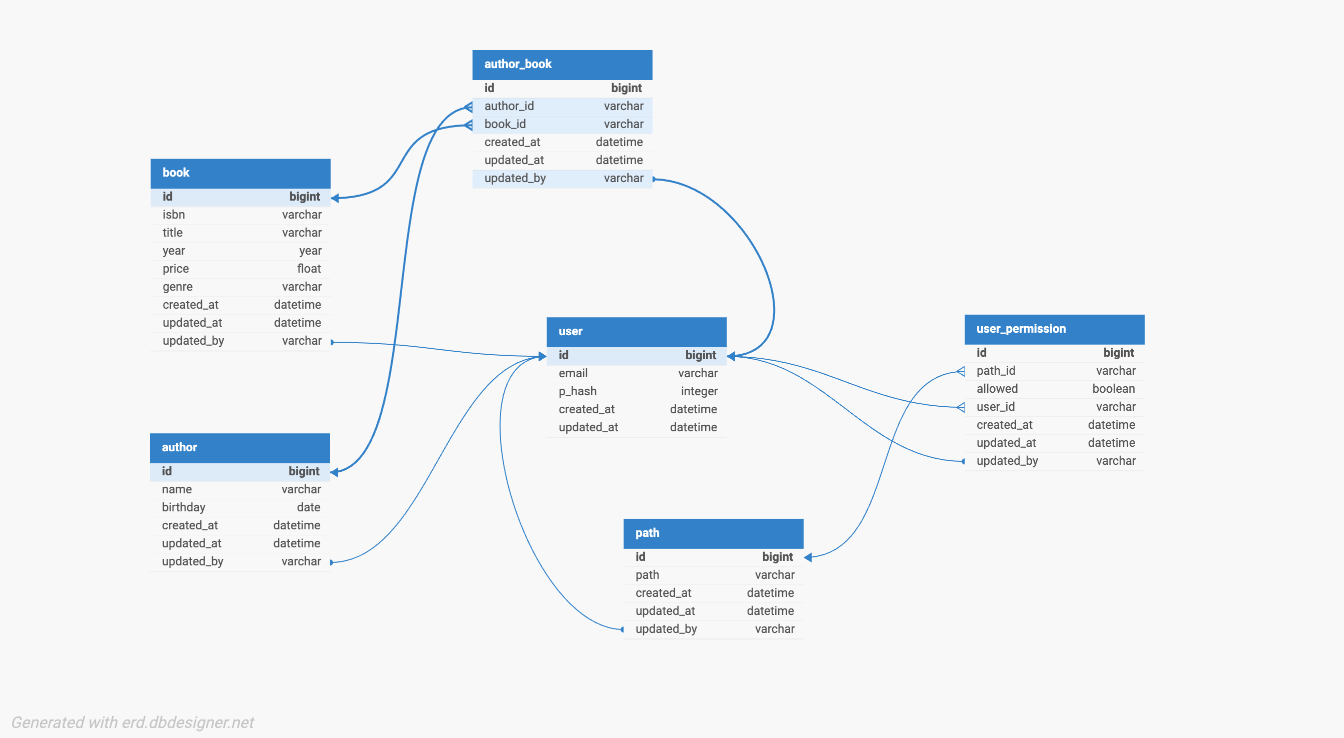 author_book
id bigint
author_id varchar
book_id varchar
created_at datetime
updated_at datetime
updated_by varchar
book
id bigint
isbn varchar
title varchar
year year
price float
genre varchar
created_at datetime
updated_at datetime
updated_by varchar
user
id bigint
email varchar
p_hash integer
created_at datetime
updated_at datetime
user_permission
id bigint
path_id varchar
allowed boolean
user_id varchar
created_at datetime
updated_at datetime
updated_by varchar
author
id bigint
name varchar
birthday date
created_at datetime
updated_at datetime
updated_by varchar
path
id bigint
path varchar
created_at datetime
updated_at datetime
updated_by varchar
Generated with erd.dbdesigner.net